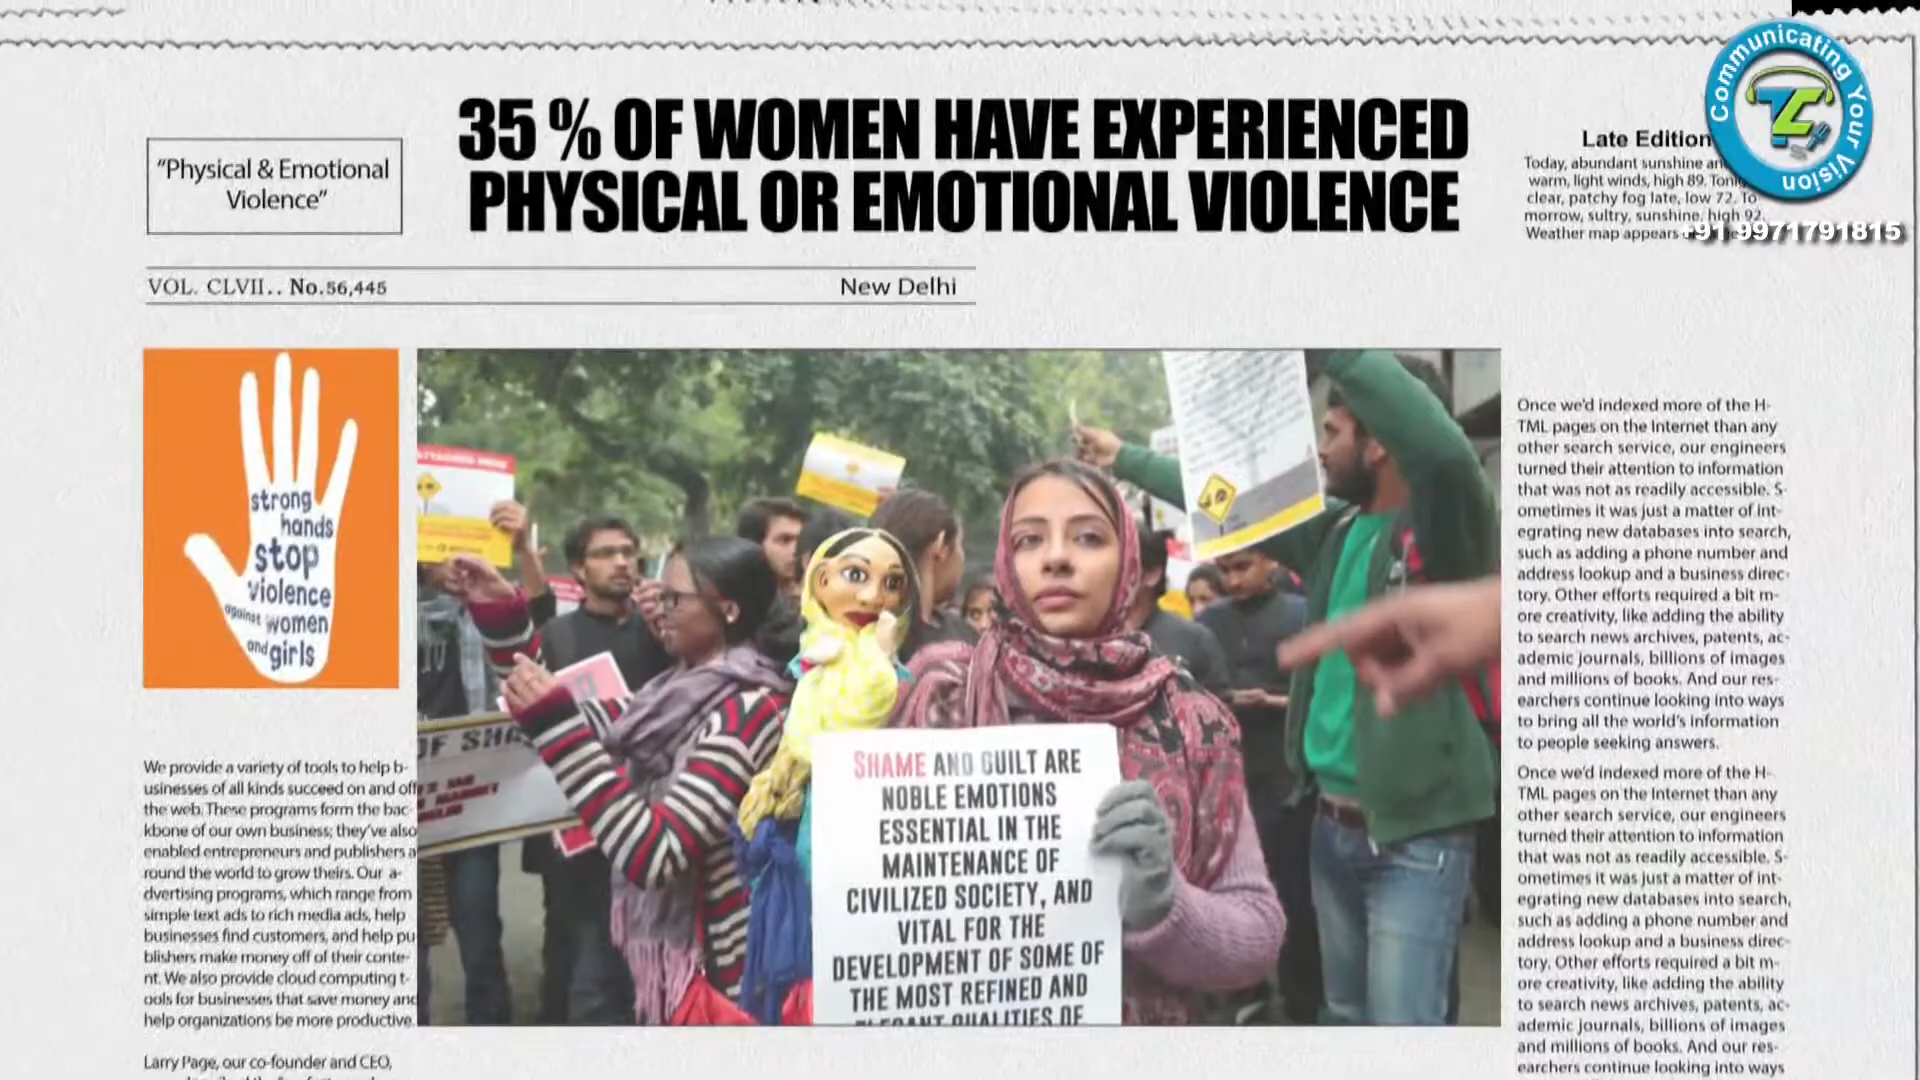 "Physical & Emotional
Violence"
35 % OF WOMEN HAVE EXPERIENCED
PHYSICAL OR EMOTIONAL VIOLENCE
Late Edition
Today, abundant sunshine an
warm, light winds, high 89. Toni
clear, patchy fog late, low 72. To
morrow, sultry, sunshine, high 92.
Weather map appears
Communicating Your Vision
+91 9971791815
VOL. CLVII.. No.56,445
New Delhi
strong
hands
stop
violence
against women
and girls
We provide a variety of tools to help b-
usinesses of all kinds succeed on and off
the web. These programs form the bac-
kbone of our own business; they've also
enabled entrepreneurs and publishers a
round the world to grow theirs. Our a-
dvertising programs, which range from
simple text ads to rich media ads, help
businesses find customers, and help pu
blishers make money off of their conte-
nt. We also provide cloud computing t-
ools for businesses that save money and
help organizations be more productive.
Larry Page, our co-founder and CEO,
OF SHA
SHAME AND GUILT ARE
NOBLE EMOTIONS
ESSENTIAL IN THE
MAINTENANCE OF
CIVILIZED SOCIETY, AND
VITAL FOR THE
DEVELOPMENT OF SOME OF
THE MOST REFINED AND
ELEGANT QUALITIES OF
Once we'd indexed more of the H-
TML pages on the Internet than any
other search service, our engineers
turned their attention to information
that was not as readily accessible. S-
ometimes it was just a matter of int-
egrating new databases into search,
such as adding a phone number and
address lookup and a business direc-
tory. Other efforts required a bit m-
ore creativity, like adding the ability
to search news archives, patents, ac-
ademic journals, billions of images
and millions of books. And our res-
earchers continue looking into ways
to bring all the world's information
to people seeking answers.
Once we'd indexed more of the H-
TML pages on the Internet than any
other search service, our engineers
turned their attention to information
that was not as readily accessible. S-
ometimes it was just a matter of int-
egrating new databases into search,
such as adding a phone number and
address lookup and a business direc-
tory. Other efforts required a bit m-
ore creativity, like adding the ability
to search news archives, patents, ac-
ademic journals, billions of images
and millions of books. And our res-
earchers continue looking into ways